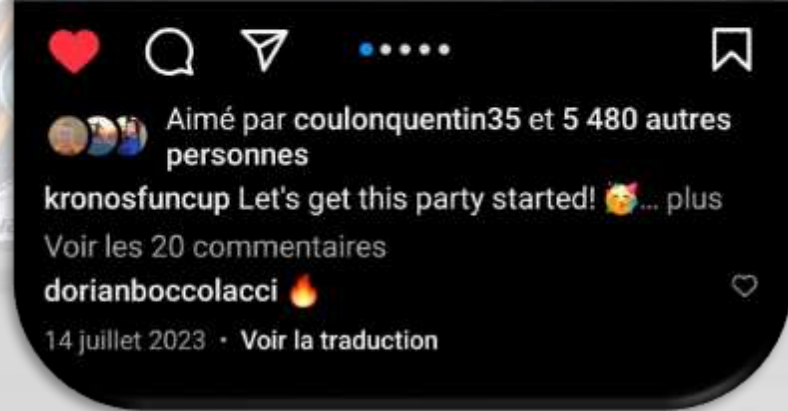 Aimé par coulonquentin35 et 5 480 autres
personnes
kronosfuncup Let's get this party started! 🥳... plus
Voir les 20 commentaires
dorianboccolacci 🔥
14 juillet 2023 • Voir la traduction